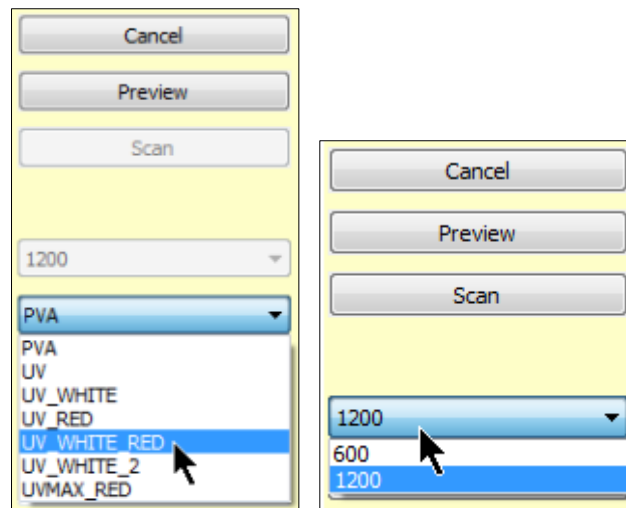 Cancel
Preview
Scan
1200
PVA
PVA
UV
UV_WHITE
UV_RED
UV_WHITE_RED
UV_WHITE_2
UVMAX_RED
Cancel
Preview
Scan
1200
600
1200